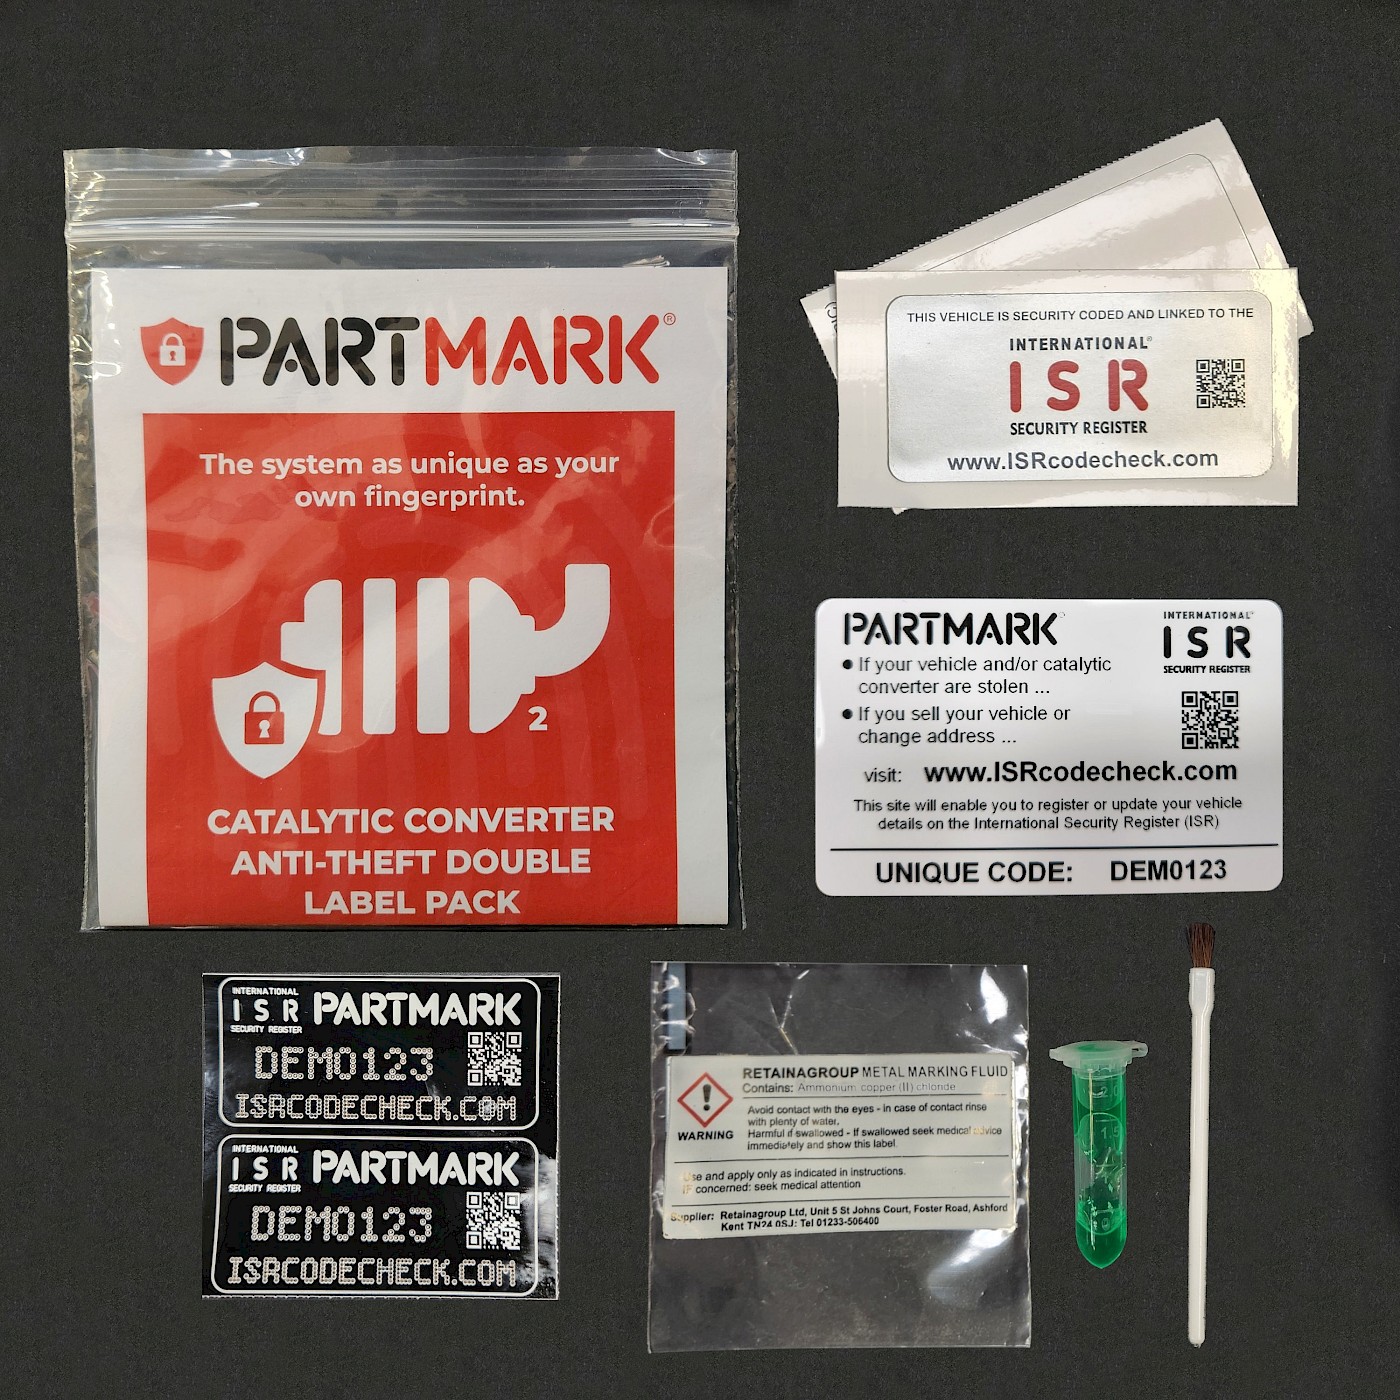 PARTMARK®
The system as unique as your
own fingerprint.
2
CATALYTIC CONVERTER
ANTI-THEFT DOUBLE
LABEL PACK
THIS VEHICLE IS SECURITY CODED AND LINKED TO THE
INTERNATIONAL®
ISR
SECURITY REGISTER
www.ISRcodecheck.com
PARTMARK
INTERNATIONAL
ISR
SECURITY REGISTER
● If your vehicle and/or catalytic
converter are stolen ...
● If you sell your vehicle or
change address ...
visit: www.ISRcodecheck.com
This site will enable you to register or update your vehicle
details on the International Security Register (ISR)
UNIQUE CODE: DEM0123
INTERNATIONAL
ISR
SECURITY REGISTER
PARTMARK
DEM0123
ISRCODECHECK.COM
INTERNATIONAL
ISR
SECURITY REGISTER
PARTMARK
DEM0123
ISRCODECHECK.COM
RETAINAGROUP METAL MARKING FLUID
Contains: Ammonium copper (II) chloride
WARNING
Avoid contact with the eyes - in case of contact rinse
with plenty of water.
Harmful if swallowed - If swallowed seek medical advice
immediately and show this label.
Use and apply only as indicated in instructions.
IF concerned: seek medical attention
Supplier: Retainagroup Ltd, Unit 5 St Johns Court, Foster Road, Ashford
Kent TN24 0SJ: Tel 01233-506400